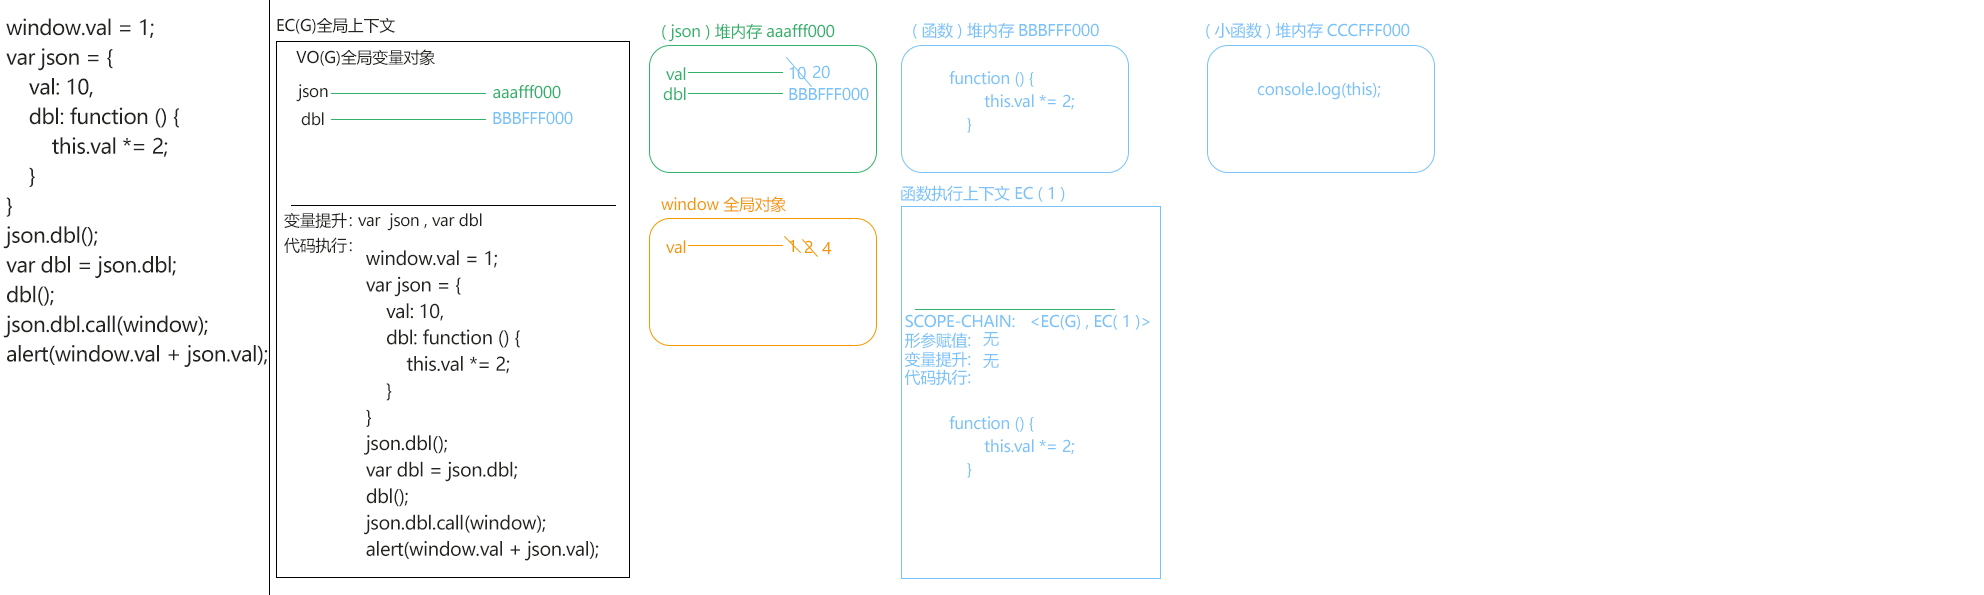 window.val = 1;
var json = {
val: 10,
dbl: function () {
this.val *= 2;
}
}
json.dbl();
var dbl = json.dbl;
dbl();
json.dbl.call(window);
alert(window.val + json.val);
EC(G)全局上下文
VO(G)全局变量对象
json aaafff000
dbl BBBFFF000
变量提升: var json , var dbl
代码执行:
window.val = 1;
var json = {
val: 10,
dbl: function () {
this.val *= 2;
}
}
json.dbl();
var dbl = json.dbl;
dbl();
json.dbl.call(window);
alert(window.val + json.val);
( json ) 堆内存 aaafff000
val 10 20
dbl BBBFFF000
window 全局对象
val 1 2 4
( 函数 ) 堆内存 BBBFFF000
function () {
this.val *= 2;
}
函数执行上下文 EC ( 1 )
SCOPE-CHAIN: <EC(G) , EC( 1 )>
形参赋值: 无
变量提升: 无
代码执行:
function () {
this.val *= 2;
}
( 小函数 ) 堆内存 CCCFFF000
console.log(this);